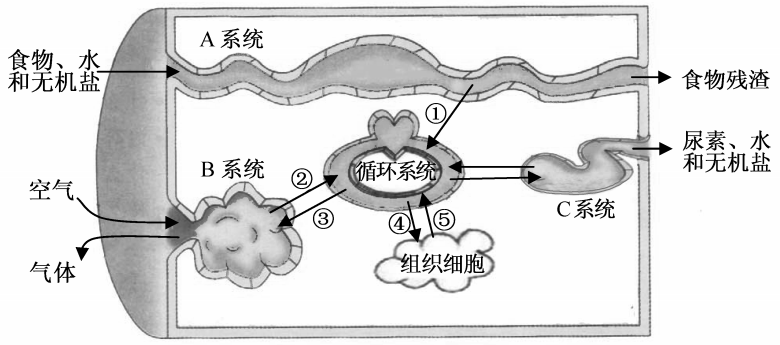 A 系统
食物、水
和无机盐
食物残渣
①
尿素、水
和无机盐
循环系统
B 系统
②
C系统
空气
③
④
⑤
组织细胞
气体